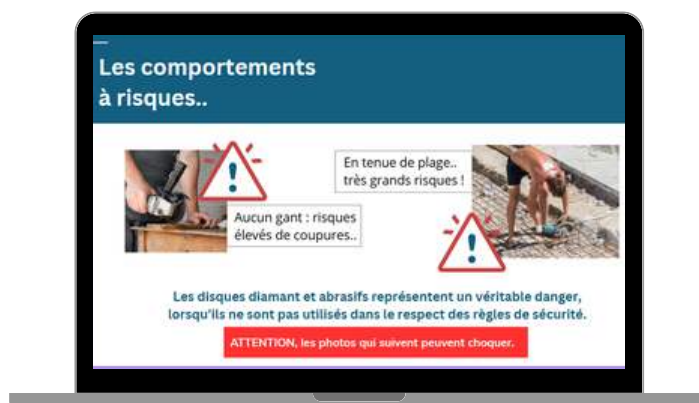 Les comportements
à risques..
En tenue de plage..
très grands risques !
Aucun gant : risques
élevés de coupures..
Les disques diamant et abrasifs représentent un véritable danger,
lorsqu'ils ne sont pas utilisés dans le respect des règles de sécurité.
ATTENTION, les photos qui suivent peuvent choquer.